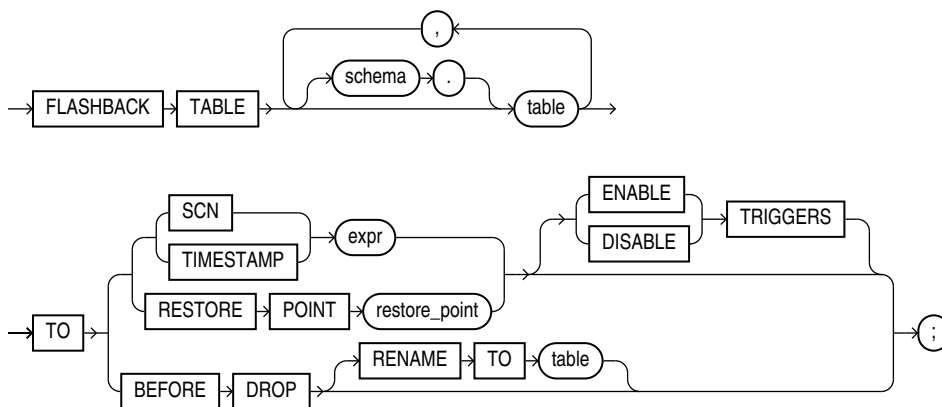 ,
schema .
FLASHBACK TABLE table
SCN ENABLE
expr TRIGGERS
TIMESTAMP DISABLE
RESTORE POINT restore_point
TO ;
RENAME TO table
BEFORE DROP